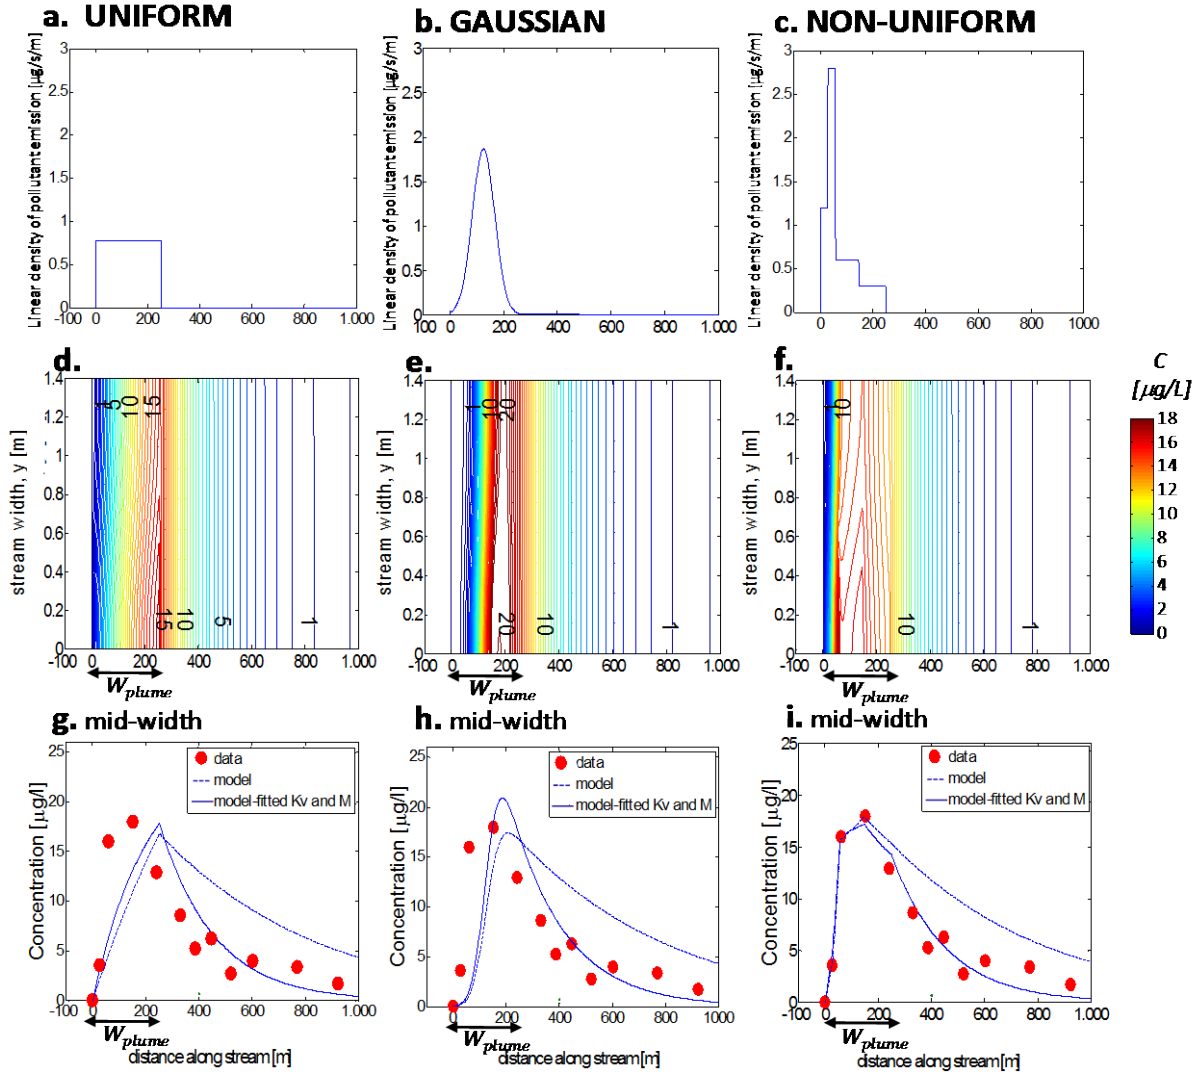 a. UNIFORM
b. GAUSSIAN
c. NON-UNIFORM
Linear density of pollutant emission [µg/s/m]
3
2.5
2
1.5
1
0.5
0
-100 0 200 400 600 800 1.000
Linear density of pollutant emission [µg/s/m]
3
2.5
2
1.5
1
0.5
0
100 0 200 400 600 800 1.000
Linear density of pollutant emission [µg/s/m]
3
2.5
2
1.5
1
0.5
0
0 200 400 600 800 1000
d.
e.
f.
stream width, y [m]
1.4
1.2
1
0.8
0.6
0.4
0.2
0
1 5 10 15
15 10 5 1
-100 0 200 400 600 800 1.000
W plume
stream width, y [m]
1.4
1.2
1
0.8
0.6
0.4
0.2
0
1 10 20
20 10 1
-100 0 200 400 600 800 1.000
W plume
stream width, y [m]
1.4
1.2
1
0.8
0.6
0.4
0.2
0
1 10
10 1
-100 0 200 400 600 800 1.000
W plume
C
[µg/L]
18
16
14
12
10
8
6
4
2
0
g. mid-width
h. mid-width
i. mid-width
Concentration [µg/l]
25
20
15
10
5
0
data
model
model-fitted Kv and M
-100 0 200 400 600 800 1.000
W plume
distance along stream [m]
Concentration [µg/l]
25
20
15
10
5
0
data
model
model-fitted Kv and M
-100 0 200 400 600 800 1.000
W plume
distance along stream [m]
Concentration [µg/l]
25
20
15
10
5
0
data
model
model-fitted Kv and M
-100 0 200 400 600 800 1.000
W plume
distance along stream [m]